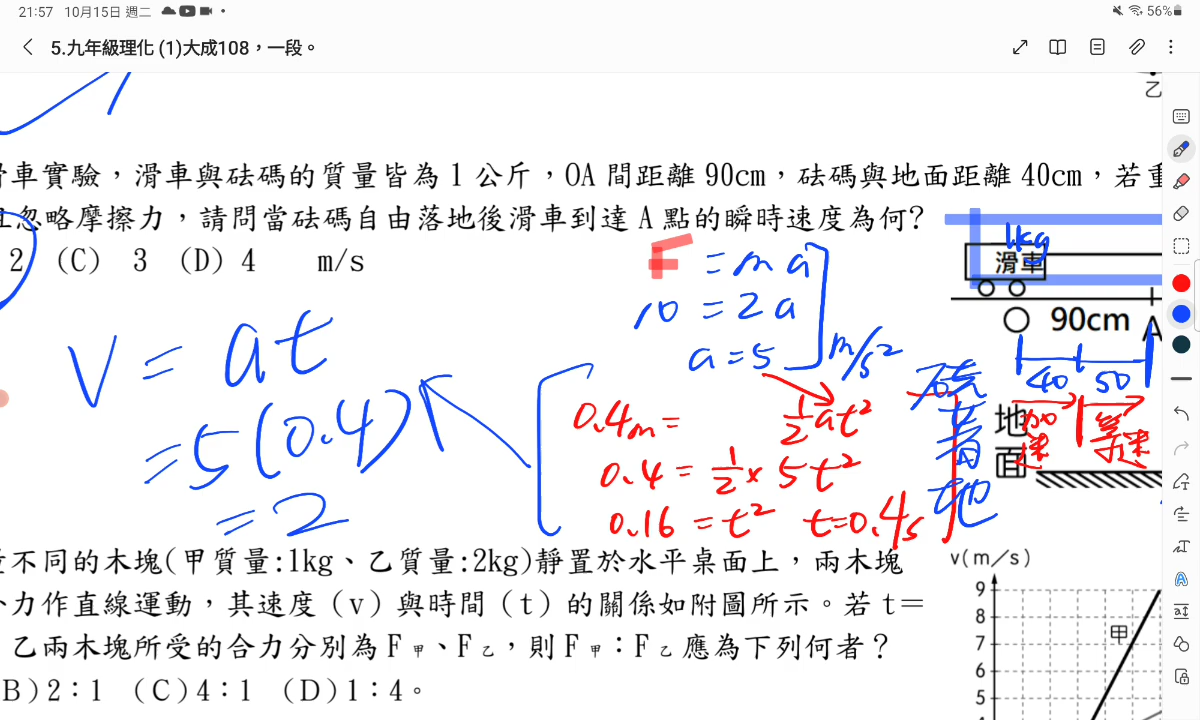 21:57 10月15日 週二
56%
5.九年級理化 (1)大成108，一段。
乙
滑車實驗，滑車與砝碼的質量皆為 1 公斤，OA 間距離 90cm，砝碼與地面距離 40cm，若重
且忽略摩擦力，請問當砝碼自由落地後滑車到達 A 點的瞬時速度為何?
2 (C) 3 (D) 4 m/s
F = ma
10 = 2a
a = 5 m/s²
V = at
= 5(0.4)
= 2
0.4m = ½at²
0.4 = ½ × 5t²
0.16 = t² t=0.4s
1kg
滑車
O 90cm A
40 50
加速 等速
砝碼著地
地面
不同的木塊(甲質量:1kg、乙質量:2kg)靜置於水平桌面上，兩木塊
力作直線運動，其速度（v）與時間（t）的關係如附圖所示。若 t＝
乙兩木塊所受的合力分別為 F 甲、F 乙，則 F 甲：F 乙 應為下列何者？
B)2：1 (C)4：1 (D)1：4。
v(m/s)
9
8
甲
7
6
5